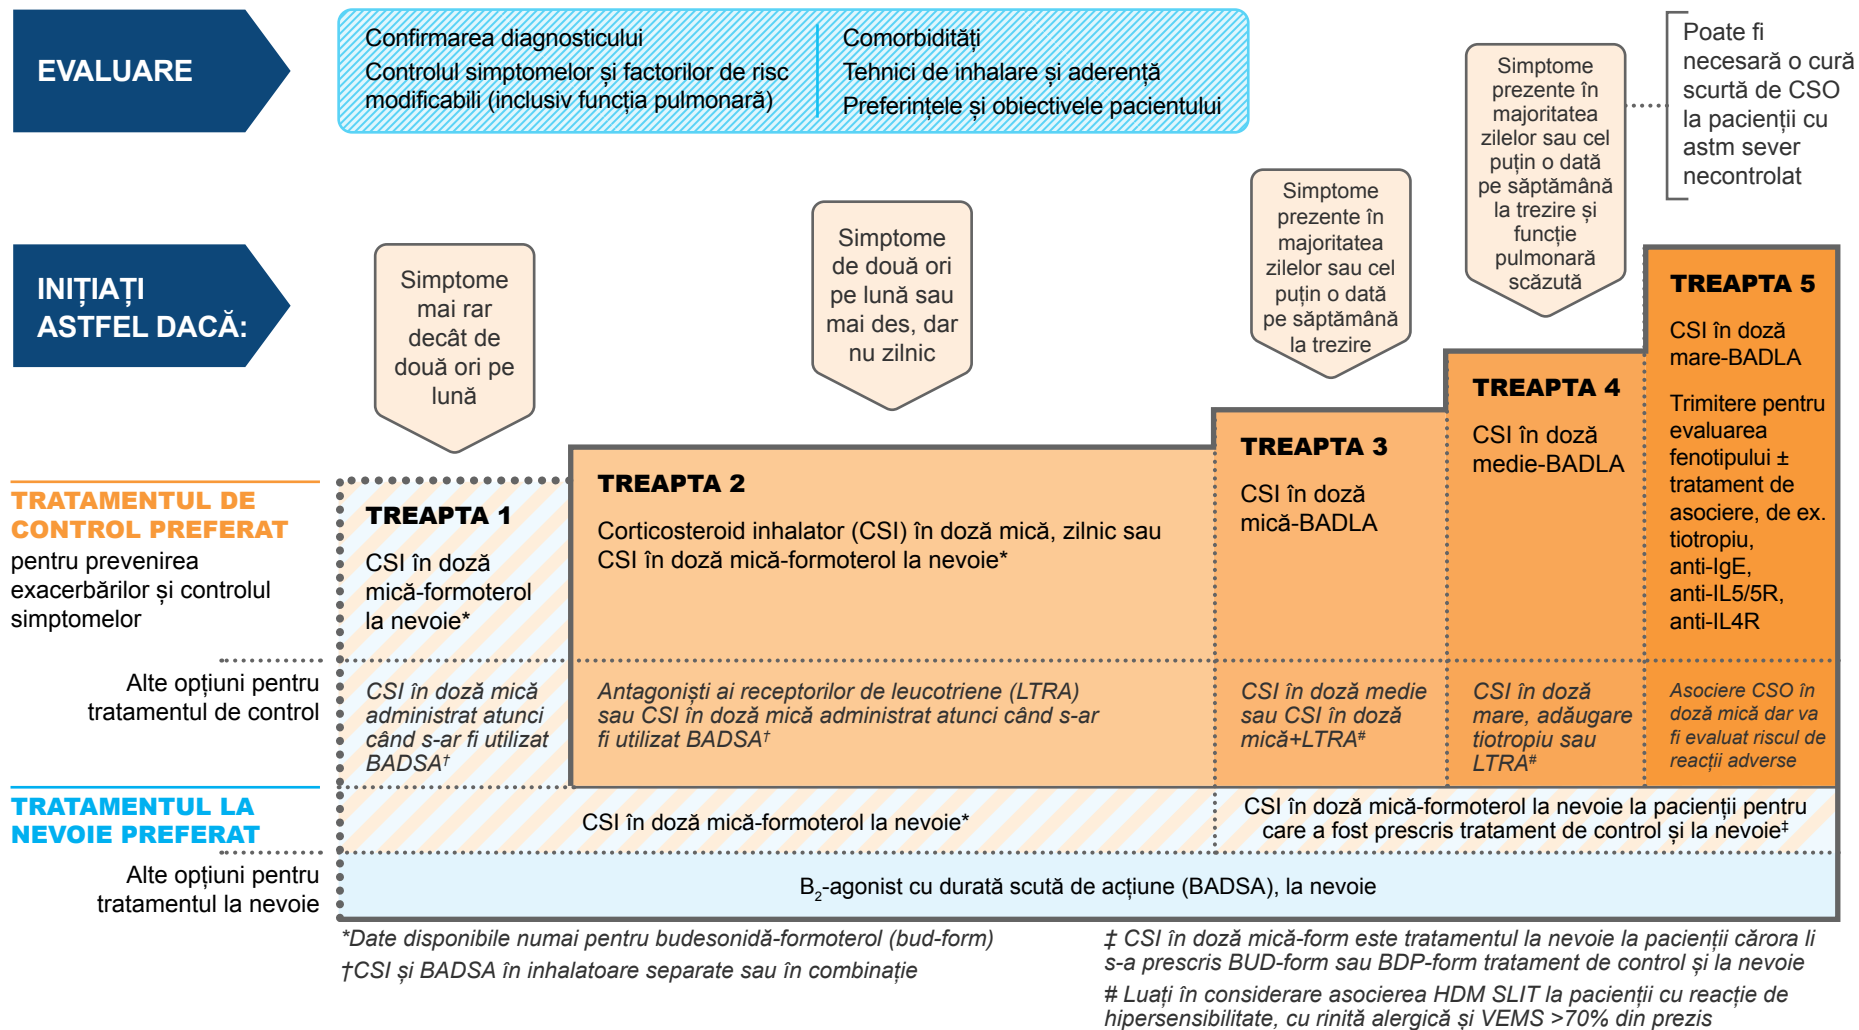 EVALUARE
Confirmarea diagnosticului
Controlul simptomelor și factorilor de risc
modificabili (inclusiv funcția pulmonară)
Comorbidități
Tehnici de inhalare și aderență
Preferințele și obiectivele pacientului
Poate fi
necesară o cură
scurtă de CSO
la pacienții cu
astm sever
necontrolat
INIȚIAȚI
ASTFEL DACĂ:
Simptome
mai rar
decât de
două ori pe
lună
Simptome
de două ori
pe lună sau
mai des, dar
nu zilnic
Simptome
prezente în
majoritatea
zilelor sau cel
puțin o dată
pe săptămână
la trezire
Simptome
prezente în
majoritatea
zilelor sau cel
puțin o dată
pe săptămână
la trezire și
funcție
pulmonară
scăzută
TRATAMENTUL DE
CONTROL PREFERAT
pentru prevenirea
exacerbărilor și controlul
simptomelor
TREAPTA 1
CSI în doză
mică-formoterol
la nevoie*
TREAPTA 2
Corticosteroid inhalator (CSI) în doză mică, zilnic sau
CSI în doză mică-formoterol la nevoie*
TREAPTA 3
CSI în doză
mică-BADLA
TREAPTA 4
CSI în doză
medie-BADLA
TREAPTA 5
CSI în doză
mare-BADLA
Trimitere pentru
evaluarea
fenotipului ±
tratament de
asociere, de ex.
tiotropiu,
anti-IgE,
anti-IL5/5R,
anti-IL4R
Alte opțiuni pentru
tratamentul de control
CSI în doză mică
administrat atunci
când s-ar fi utilizat
BADSA†
Antagoniști ai receptorilor de leucotriene (LTRA)
sau CSI în doză mică administrat atunci când s-ar
fi utilizat BADSA†
CSI în doză medie
sau CSI în doză
mică+LTRA#
CSI în doză
mare, adăugare
tiotropiu sau
LTRA#
Asociere CSO în
doză mică dar va
fi evaluat riscul de
reacții adverse
TRATAMENTUL LA
NEVOIE PREFERAT
CSI în doză mică-formoterol la nevoie*
CSI în doză mică-formoterol la nevoie la pacienții pentru
care a fost prescris tratament de control și la nevoie‡
Alte opțiuni pentru
tratamentul la nevoie
B2-agonist cu durată scută de acțiune (BADSA), la nevoie
*Date disponibile numai pentru budesonidă-formoterol (bud-form)
†CSI și BADSA în inhalatoare separate sau în combinație
‡ CSI în doză mică-form este tratamentul la nevoie la pacienții cărora li
s-a prescris BUD-form sau BDP-form tratament de control și la nevoie
# Luați în considerare asocierea HDM SLIT la pacienții cu reacție de
hipersensibilitate, cu rinită alergică și VEMS >70% din prezis